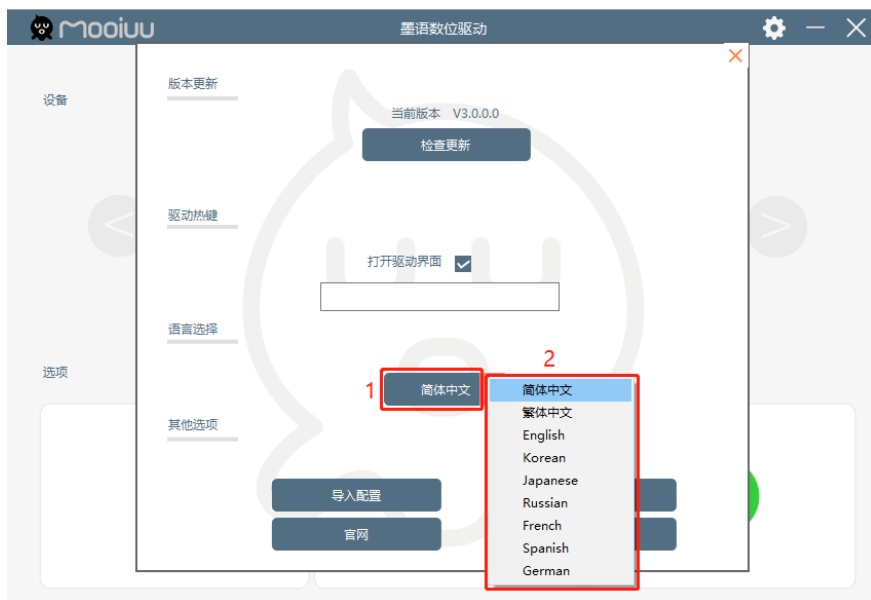 Mooiuu
墨语数位驱动
设备
版本更新
当前版本 V3.0.0.0
检查更新
驱动热键
打开驱动界面
语言选择
选项
1
简体中文
2
简体中文
繁体中文
English
Korean
Japanese
Russian
French
Spanish
German
其他选项
导入配置
官网